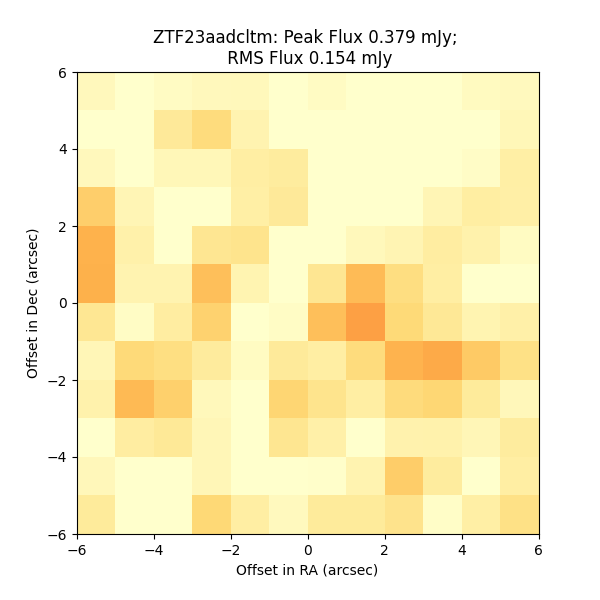 ZTF23aadcltm: Peak Flux 0.379 mJy;
RMS Flux 0.154 mJy
6
4
2
0
−2
−4
−6
Offset in Dec (arcsec)
−6 −4 −2 0 2 4 6
Offset in RA (arcsec)